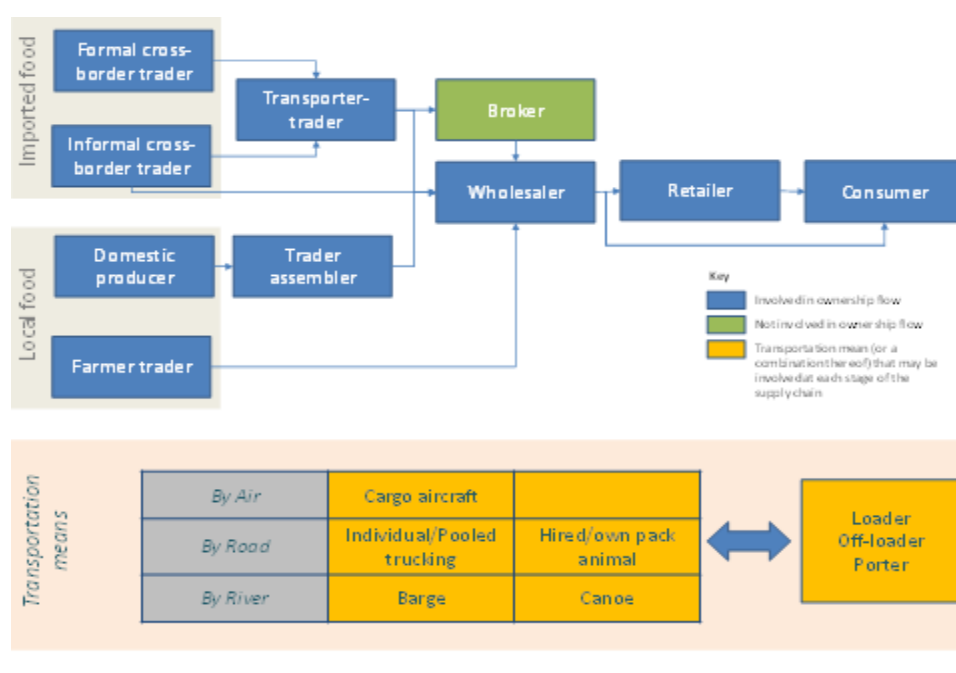 Imported food
Formal cross-
border trader
Informal cross-
border trader
Transporter-
trader
Broker
Wholesaler
Retailer
Consumer
Local food
Domestic
producer
Trader
assembler
Farmer trader
Key
Involved in ownership flow
Not involved in ownership flow
Transportation mean (or a
combination thereof) that may be
involved at each stage of the
supply chain
Transportation
means
By Air
Cargo aircraft
By Road
Individual/Pooled
trucking
Hired/own pack
animal
By River
Barge
Canoe
Loader
Off-loader
Porter